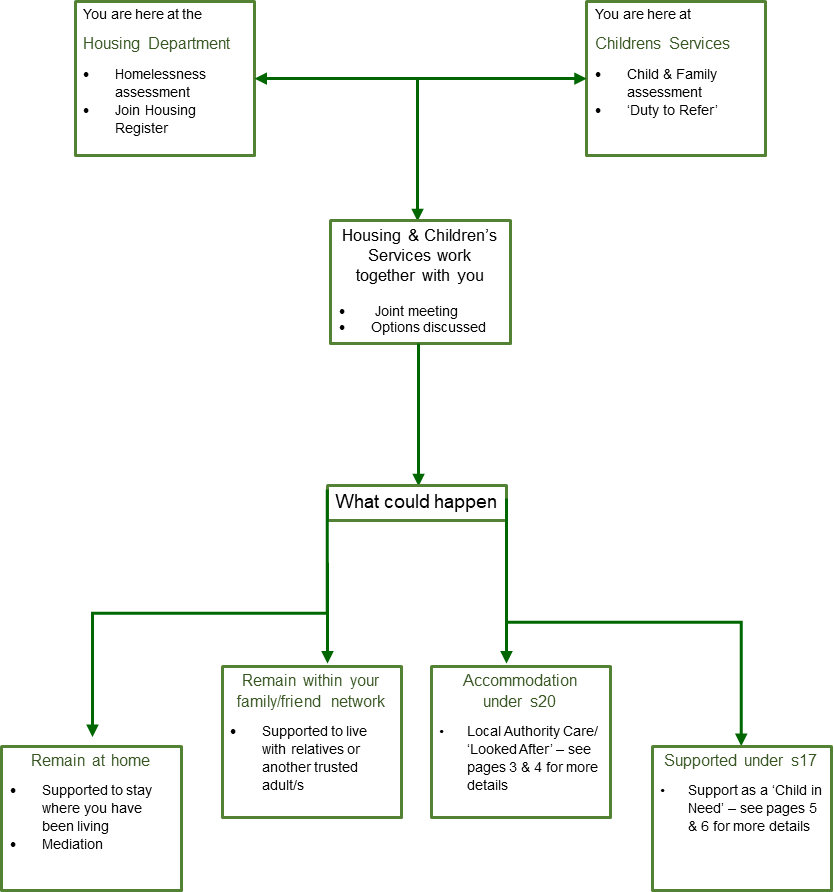 You are here at the
Housing Department
• Homelessness
assessment
• Join Housing
Register
You are here at
Childrens Services
• Child & Family
assessment
• ‘Duty to Refer’
Housing & Children’s
Services work
together with you
• Joint meeting
• Options discussed
What could happen
Remain at home
• Supported to stay
where you have
been living
• Mediation
Remain within your
family/friend network
• Supported to live
with relatives or
another trusted
adult/s
Accommodation
under s20
• Local Authority Care/
‘Looked After’ – see
pages 3 & 4 for more
details
Supported under s17
• Support as a ‘Child in
Need’ – see pages 5
& 6 for more details